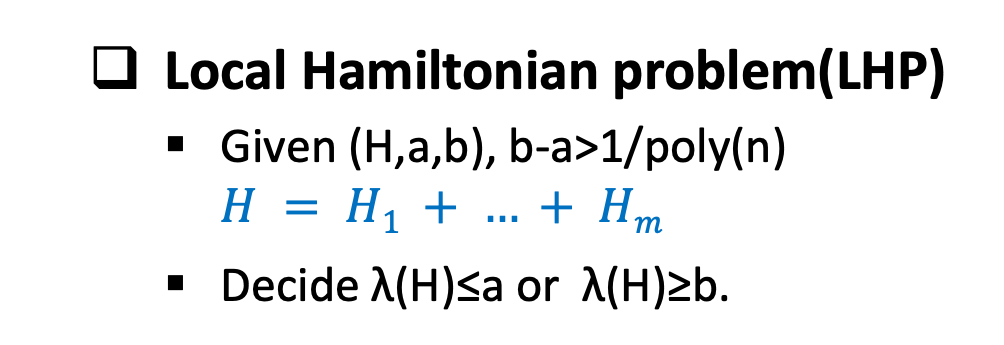 ❑ Local Hamiltonian problem(LHP)
▪ Given (H,a,b), b-a>1/poly(n)
H = H₁ + … + Hₘ
▪ Decide λ(H)≤a or λ(H)≥b.